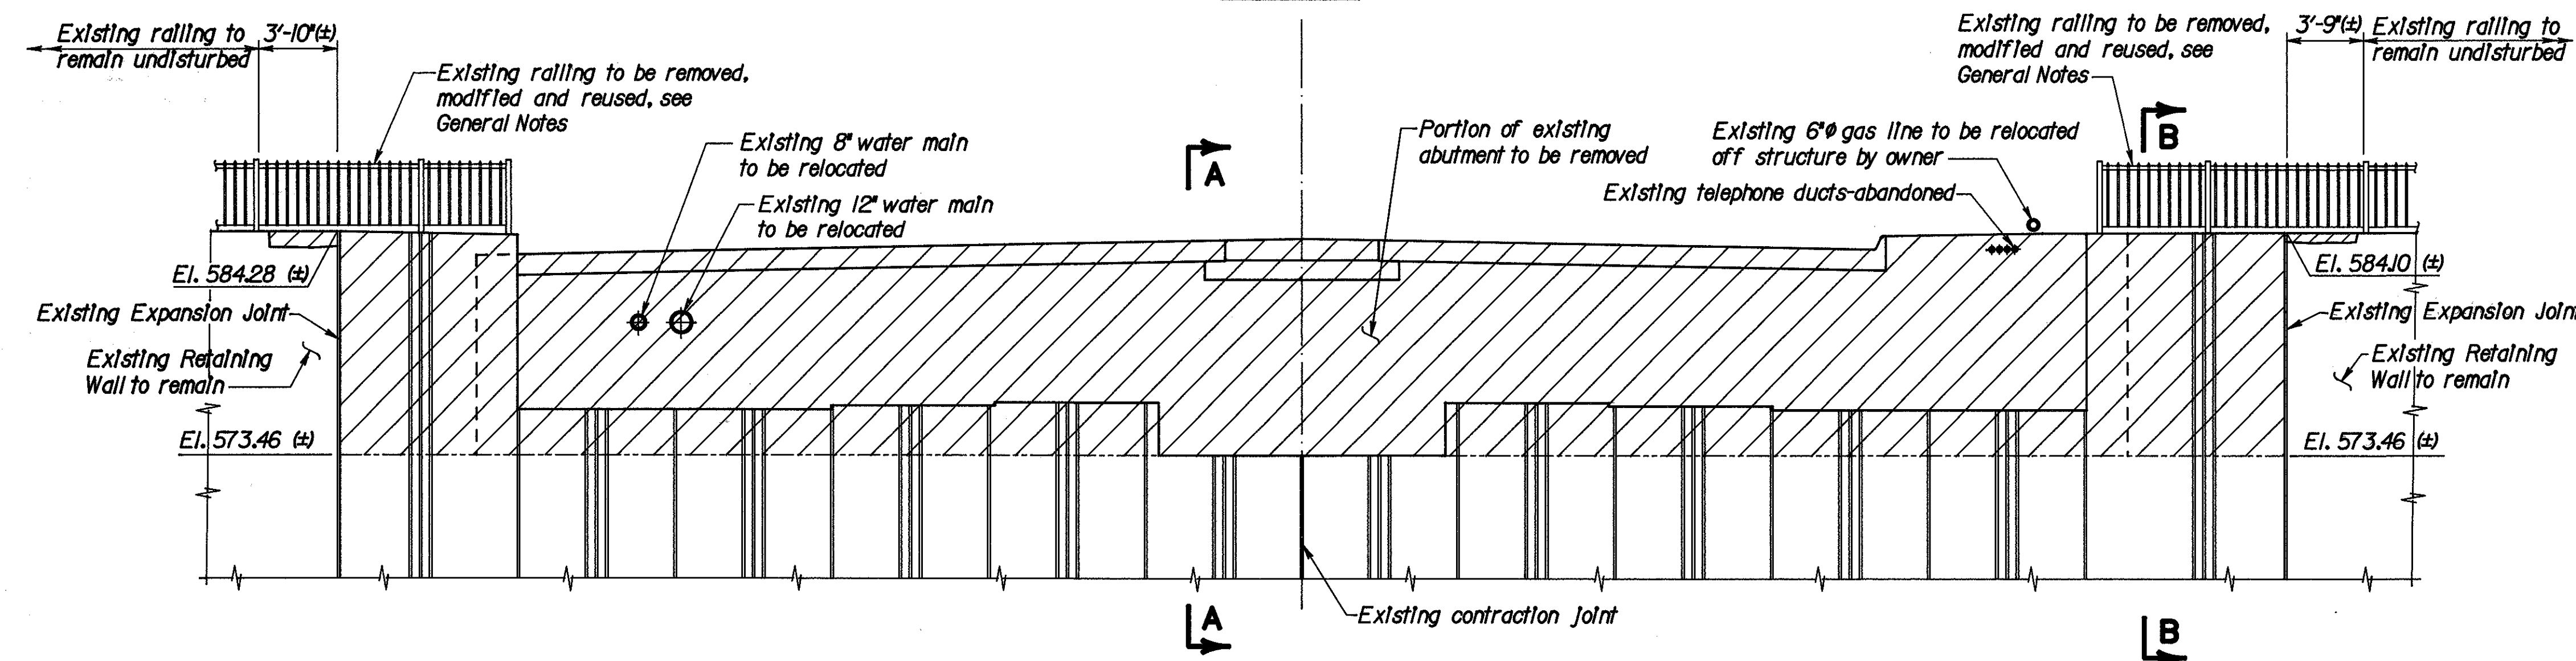 Existing railing to
remain undisturbed
3'-10"(±)
Existing railing to be removed,
modified and reused, see
General Notes
Existing 8" water main
to be relocated
Existing 12" water main
to be relocated
A
Portion of existing
abutment to be removed
Existing 6"ø gas line to be relocated
off structure by owner
Existing telephone ducts-abandoned
Existing railing to be removed,
modified and reused, see
General Notes
B
3'-9"(±)
Existing railing to
remain undisturbed
El. 584.28 (±)
Existing Expansion Joint
Existing Retaining
Wall to remain
El. 573.46 (±)
El. 584.10 (±)
Existing Expansion Joint
Existing Retaining
Wall to remain
El. 573.46 (±)
A
Existing contraction joint
B